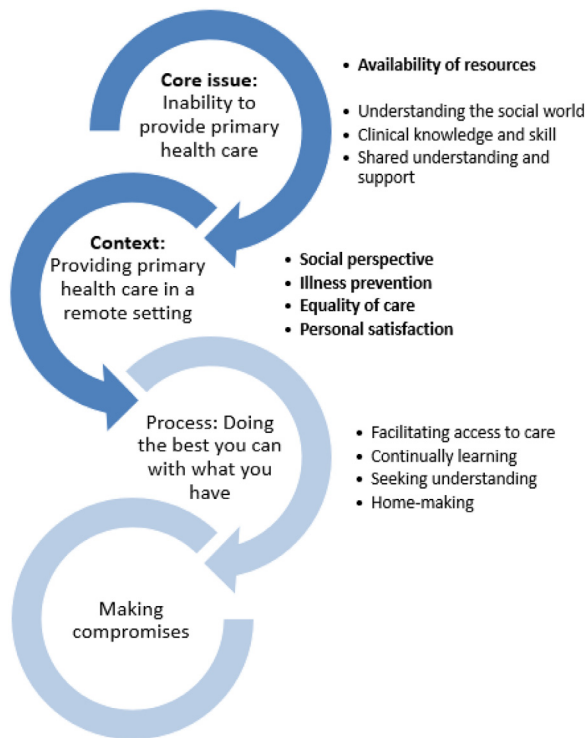 Core issue:
Inability to
provide primary
health care
• Availability of resources
• Understanding the social world
• Clinical knowledge and skill
• Shared understanding and
support
Context:
Providing primary
health care in a
remote setting
• Social perspective
• Illness prevention
• Equality of care
• Personal satisfaction
Process: Doing
the best you can
with what you
have
• Facilitating access to care
• Continually learning
• Seeking understanding
• Home-making
Making
compromises